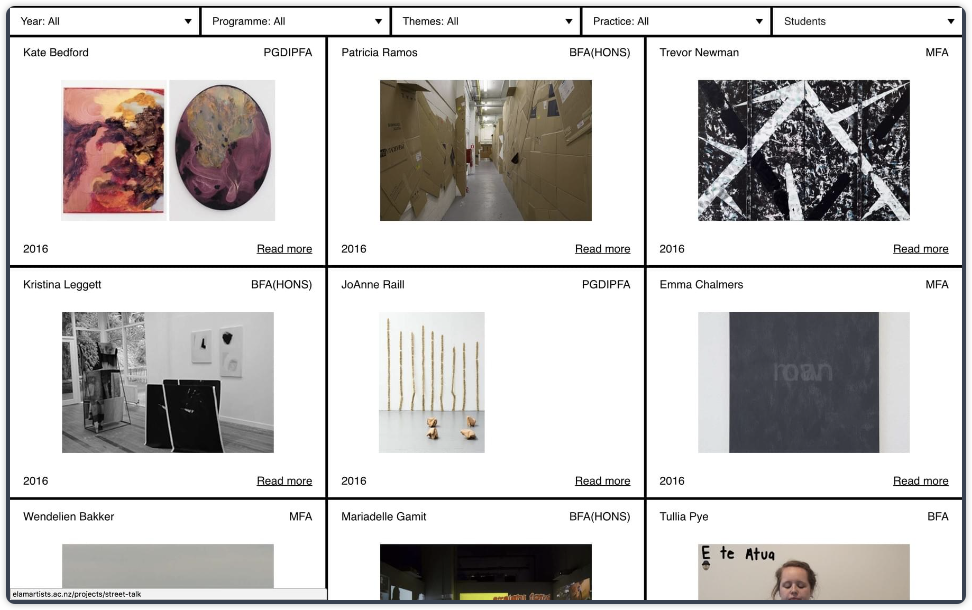 Year: All
Programme: All
Themes: All
Practice: All
Students
Kate Bedford
PGDIPFA
2016
Read more
Patricia Ramos
BFA(HONS)
2016
Read more
Trevor Newman
MFA
2016
Read more
Kristina Leggett
BFA(HONS)
2016
Read more
JoAnne Raill
PGDIPFA
2016
Read more
Emma Chalmers
MFA
roan
2016
Read more
Wendelien Bakker
MFA
Mariadelle Gamit
BFA(HONS)
Tullia Pye
BFA
E te Atua
elamartists.ac.nz/projects/street-talk